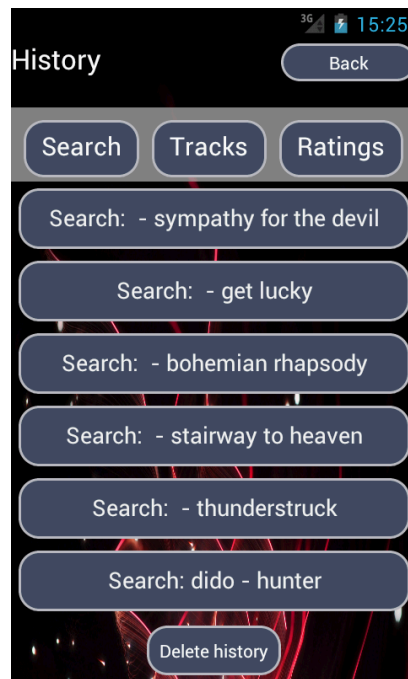 3G 15:25
History Back
Search Tracks Ratings
Search:  - sympathy for the devil
Search:  - get lucky
Search:  - bohemian rhapsody
Search:  - stairway to heaven
Search:  - thunderstruck
Search: dido - hunter
Delete history